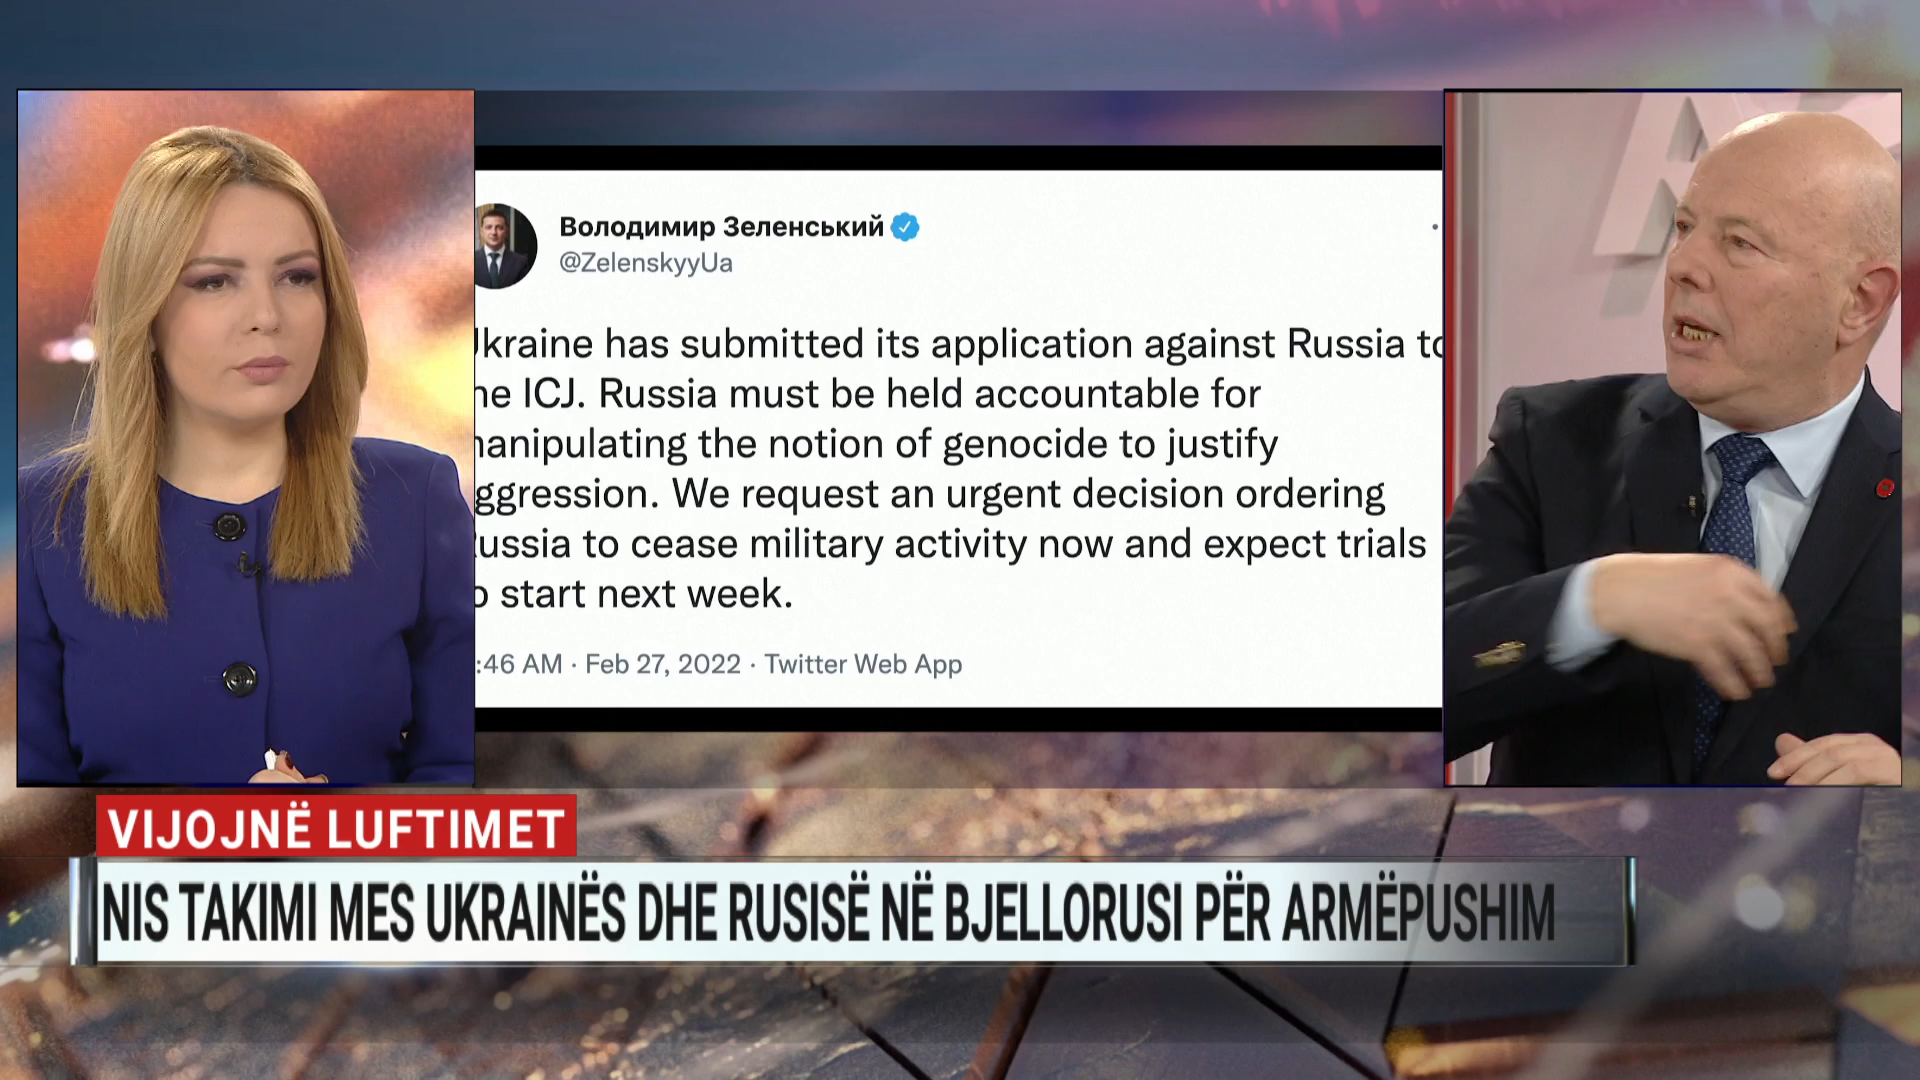 Володимир Зеленський
@ZelenskyyUa
kraine has submitted its application against Russia to
he ICJ. Russia must be held accountable for
anipulating the notion of genocide to justify
ggression. We request an urgent decision ordering
ussia to cease military activity now and expect trials
o start next week.
:46 AM · Feb 27, 2022 · Twitter Web App
VIJOJNË LUFTIMET
NIS TAKIMI MES UKRAINËS DHE RUSISË NË BJELLORUSI PËR ARMËPUSHIM